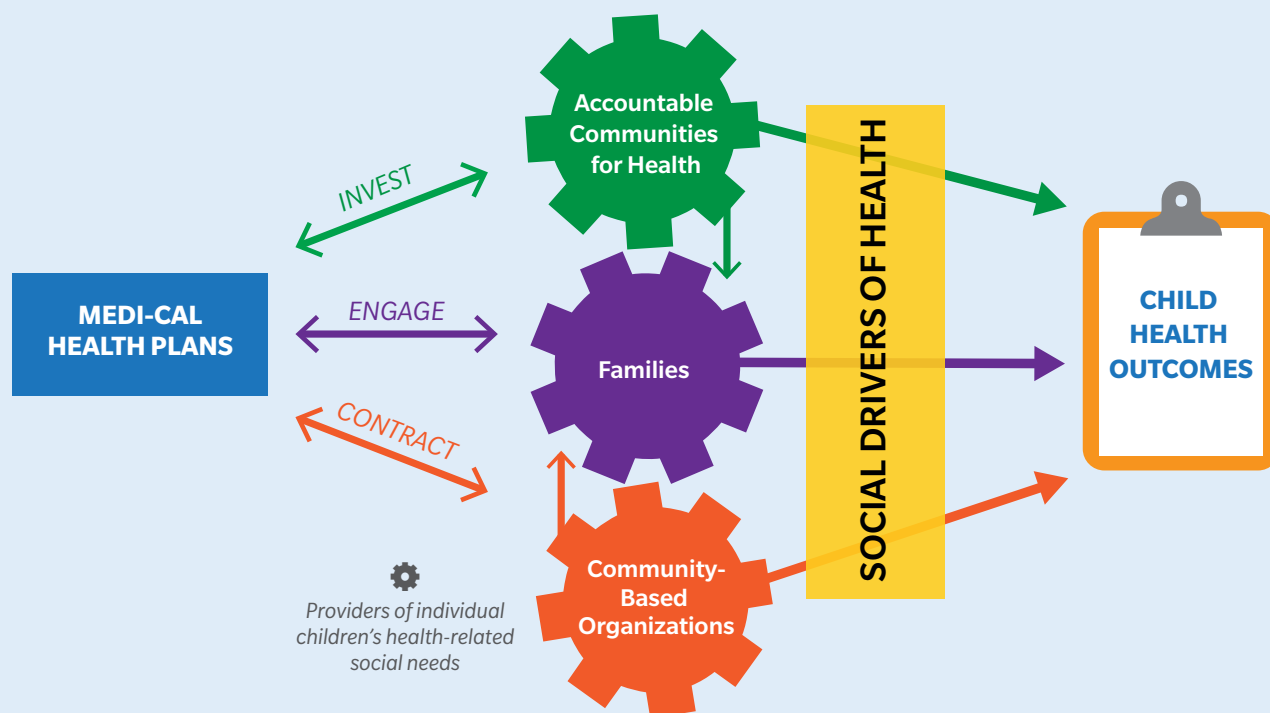 Accountable
Communities
for Health
INVEST
MEDI-CAL
HEALTH PLANS
ENGAGE
Families
CONTRACT
Community-
Based
Organizations
Providers of individual
children's health-related
social needs
SOCIAL DRIVERS OF HEALTH
CHILD
HEALTH
OUTCOMES